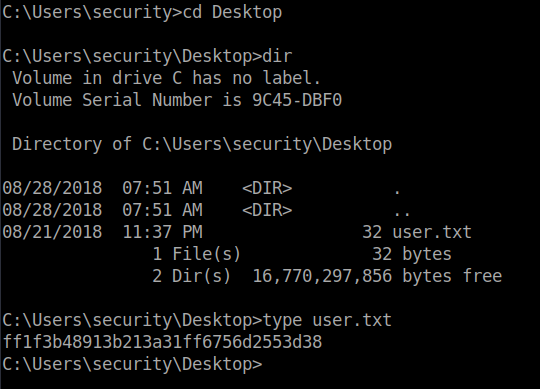 C:\Users\security>cd Desktop
C:\Users\security\Desktop>dir
Volume in drive C has no label.
Volume Serial Number is 9C45-DBF0
Directory of C:\Users\security\Desktop
08/28/2018  07:51 AM    <DIR>          .
08/28/2018  07:51 AM    <DIR>          ..
08/21/2018  11:37 PM                32 user.txt
1 File(s)             32 bytes
2 Dir(s)  16,770,297,856 bytes free
C:\Users\security\Desktop>type user.txt
ff1f3b48913b213a31ff6756d2553d38
C:\Users\security\Desktop>